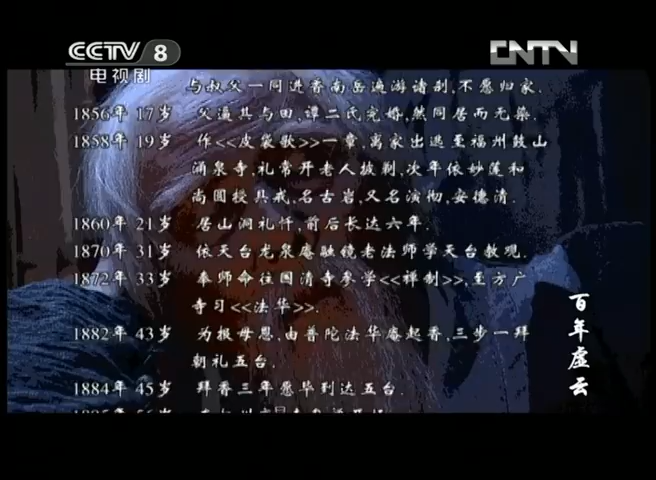 CCTV 8
电视剧
CNTN
与叔父一同进香南岳遍游诸刹,不愿归家.
1856年 17岁 父逼其与田,谭二氏完婚,然同居而无染.
1858年 19岁 作<<皮袋歌>>一章,离家出逃至福州鼓山
涌泉寺,礼常开老人披剃,次年依妙莲和
尚圆授具戒,名古岩,又名演彻,字德清.
1860年 21岁 居山洞礼忏,前后长达六年.
1870年 31岁 依天台龙泉庵融镜老法师学天台教观.
1872年 33岁 奉师命往国清寺参学<<禅制>>,至方广
寺习<<法华>>.
1882年 43岁 为报母恩,由普陀法华庵起香,三步一拜
朝礼五台.
1884年 45岁 拜香三年愿毕到达五台.
百年虚云